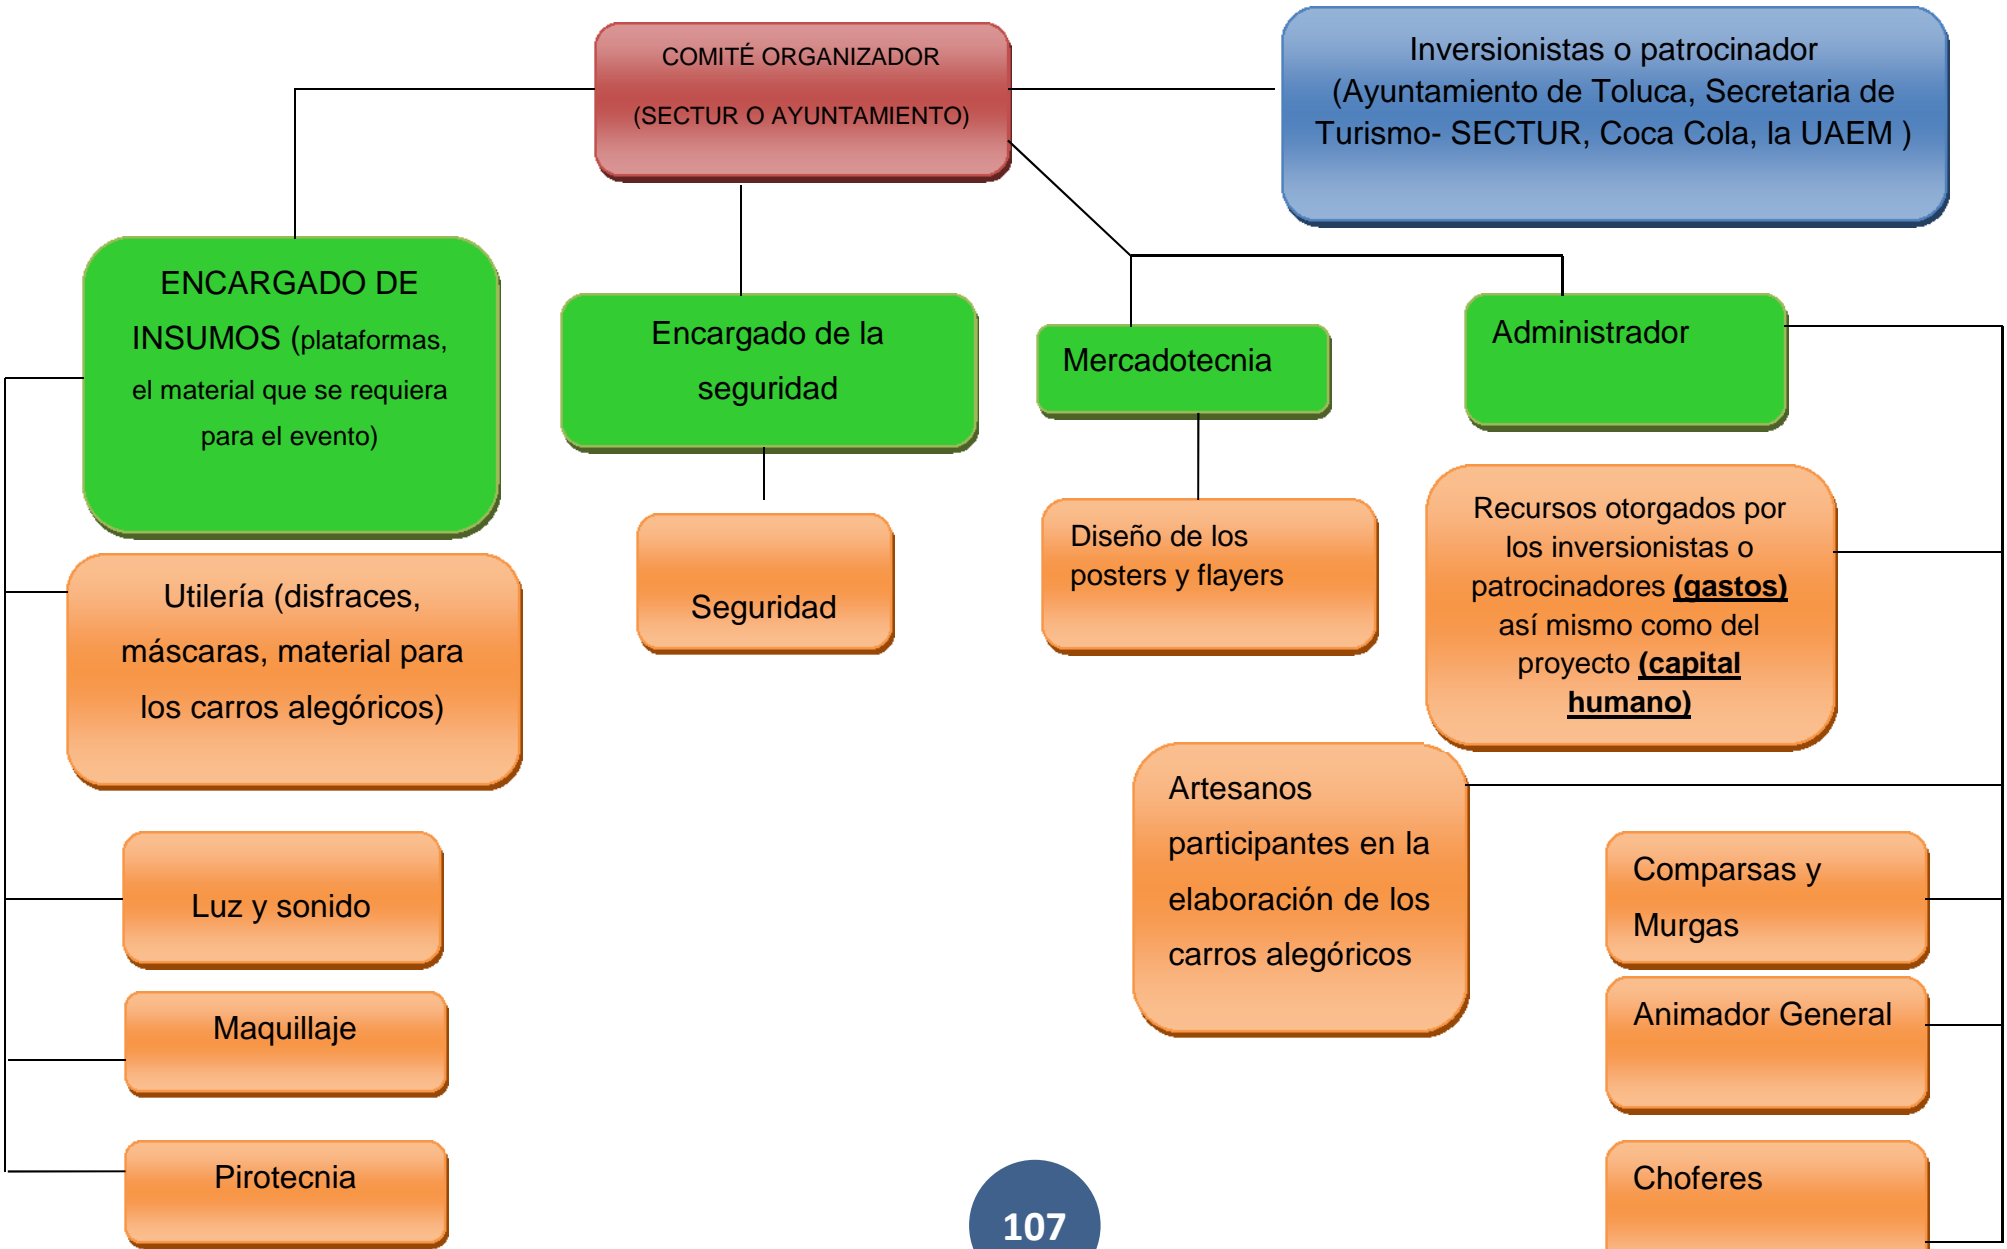 COMITÉ ORGANIZADOR
(SECTUR O AYUNTAMIENTO)
Inversionistas o patrocinador
(Ayuntamiento de Toluca, Secretaria de
Turismo- SECTUR, Coca Cola, la UAEM )
ENCARGADO DE
INSUMOS (plataformas,
el material que se requiera
para el evento)
Encargado de la
seguridad
Mercadotecnia
Administrador
Utilería (disfraces,
máscaras, material para
los carros alegóricos)
Seguridad
Diseño de los
posters y flayers
Recursos otorgados por
los inversionistas o
patrocinadores (gastos)
así mismo como del
proyecto (capital
humano)
Luz y sonido
Maquillaje
Pirotecnia
Artesanos
participantes en la
elaboración de los
carros alegóricos
Comparsas y
Murgas
Animador General
Choferes
107